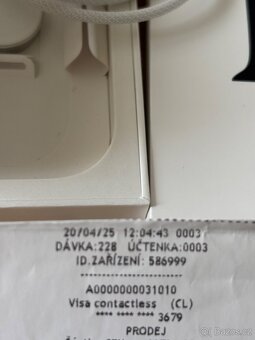 20/04/25 12:04:43 0003
DÁVKA:228 ÚČTENKA:0003
ID.ZAŘÍZENÍ: 586999
A0000000031010
Visa contactless (CL)
**** **** **** 3679
PRODEJ